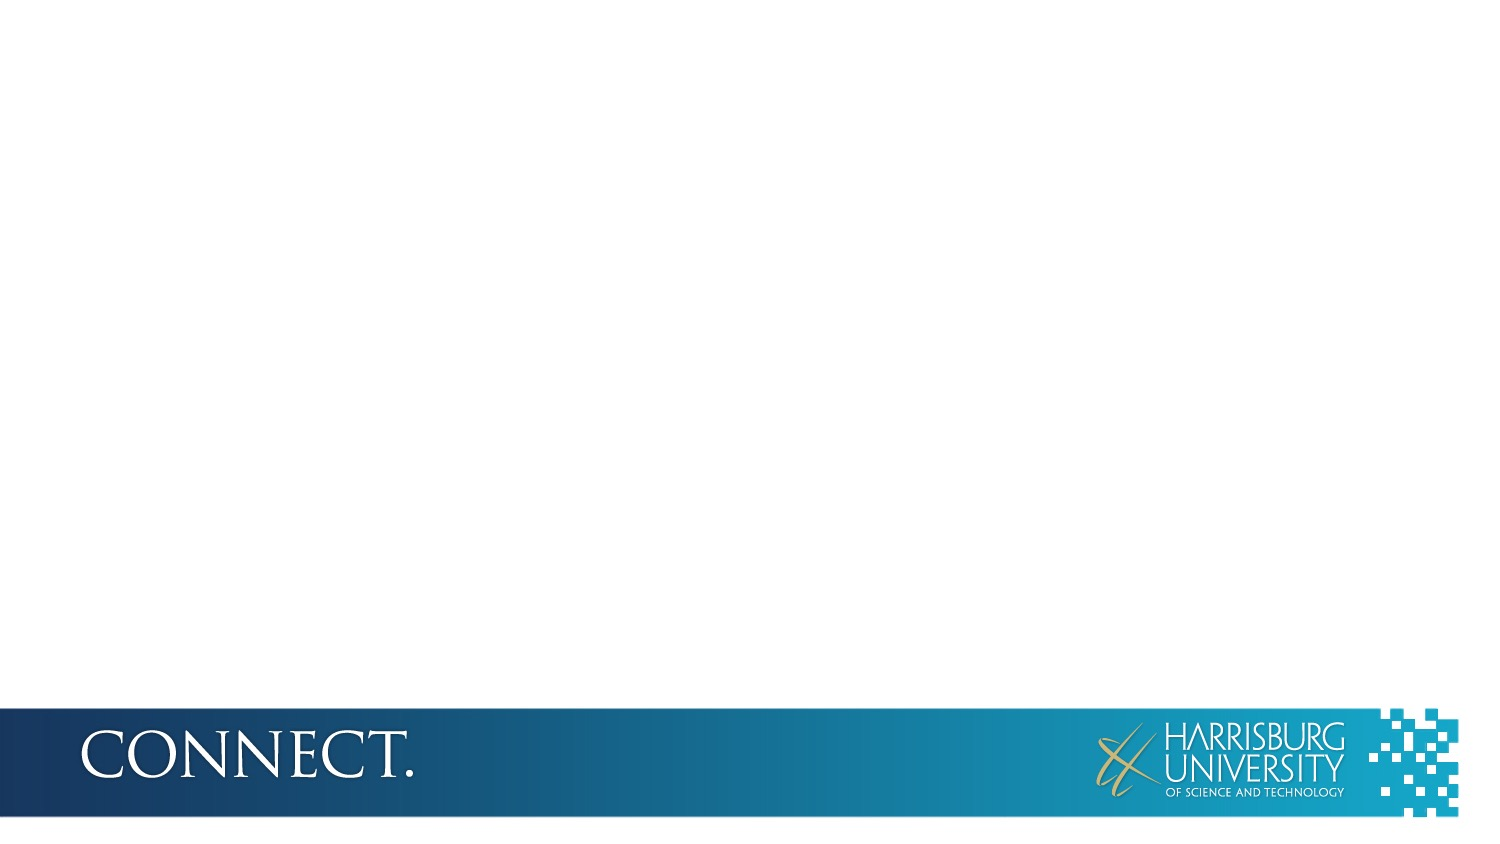 CONNECT.
HARRISBURG
UNIVERSITY
OF SCIENCE AND TECHNOLOGY